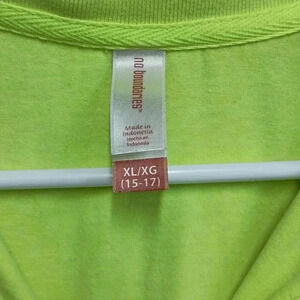 no boundaries
Made in
Indonesia
Hecho en
Indonesia
XL/XG
(15-17)